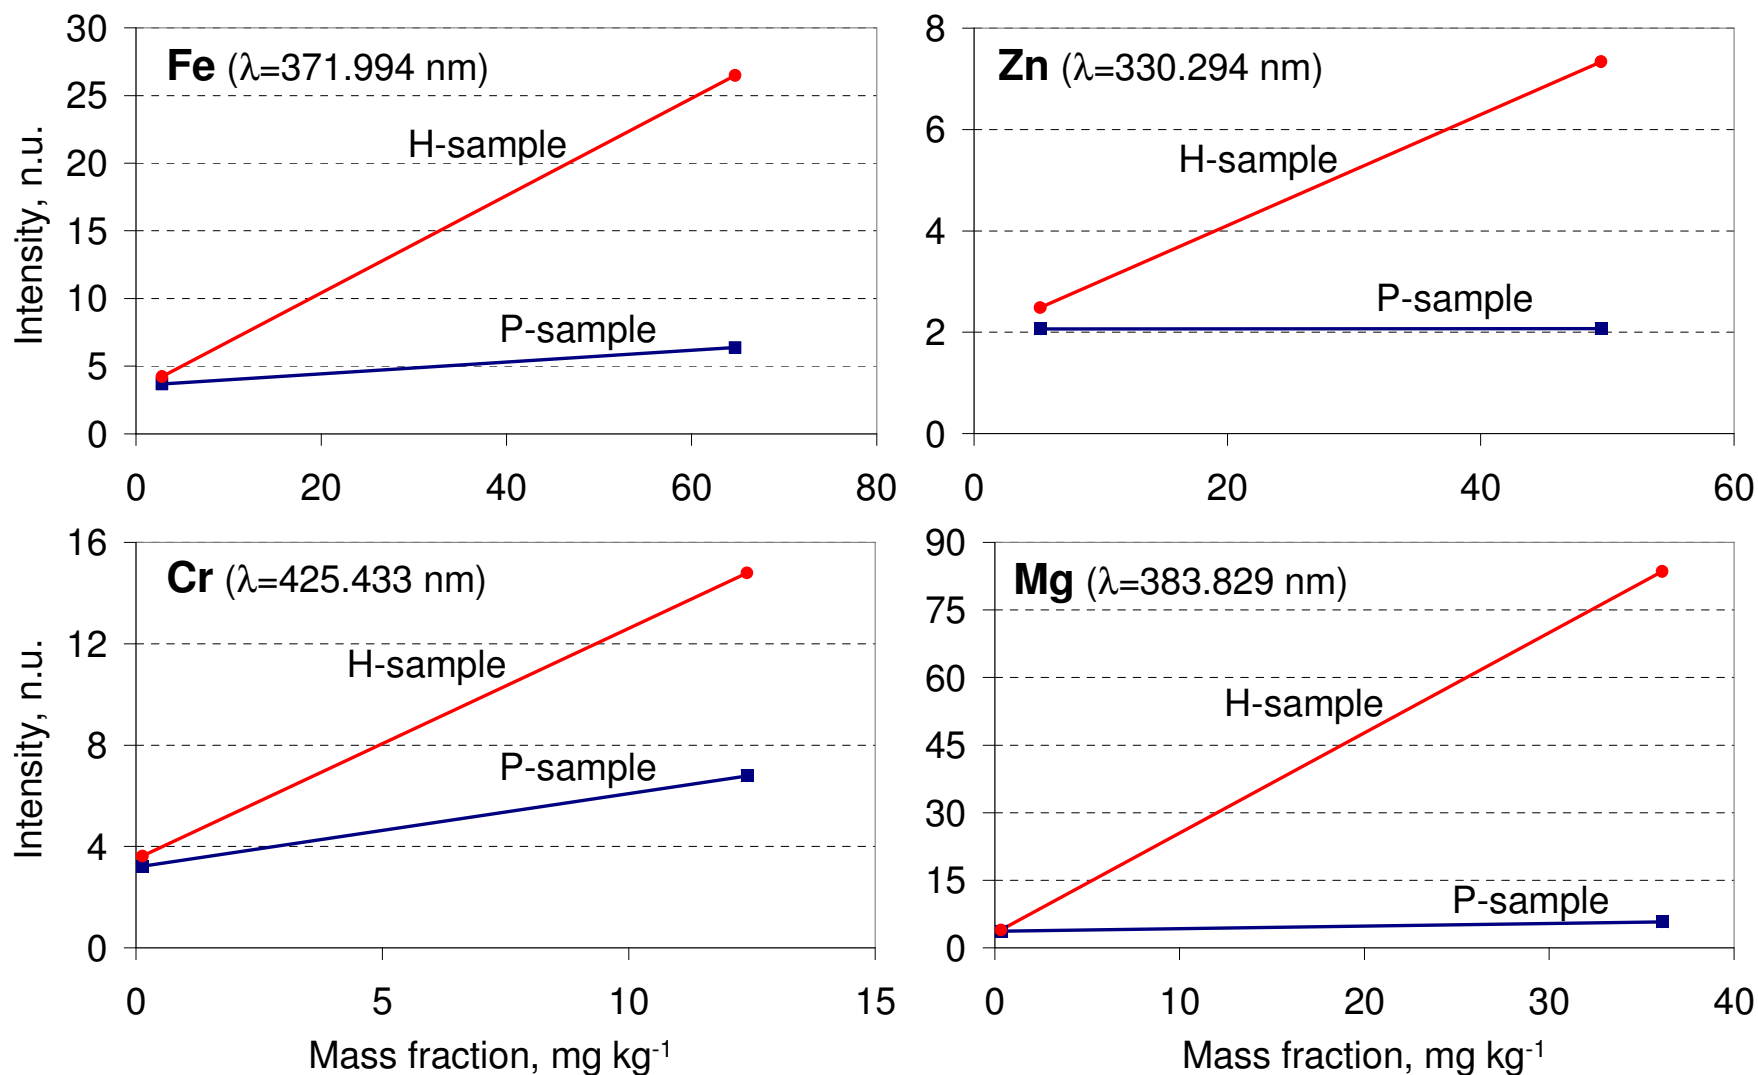 Fe (λ=371.994 nm)
Intensity, n.u.
30
25
20
15
10
5
0
H-sample
P-sample
0 20 40 60 80
Zn (λ=330.294 nm)
8
6
4
2
0
H-sample
P-sample
0 20 40 60
Cr (λ=425.433 nm)
Intensity, n.u.
16
12
8
4
0
H-sample
P-sample
0 5 10 15
Mass fraction, mg kg⁻¹
Mg (λ=383.829 nm)
90
75
60
45
30
15
0
H-sample
P-sample
0 10 20 30 40
Mass fraction, mg kg⁻¹